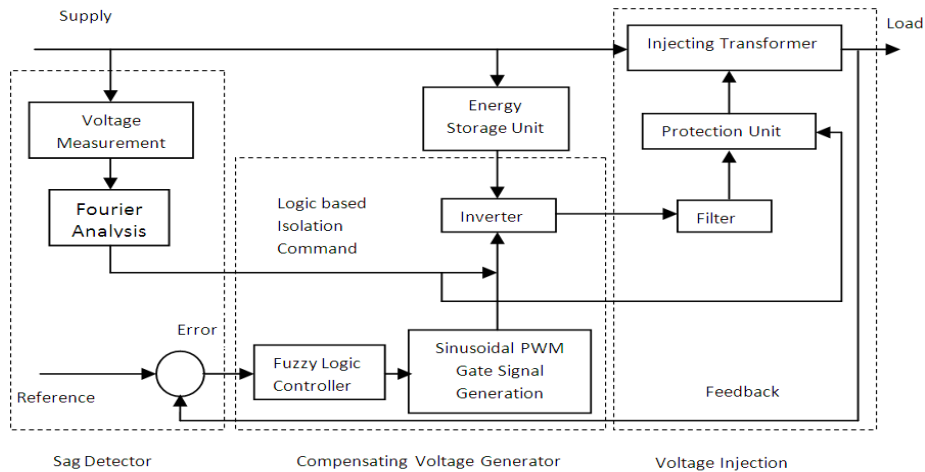 Supply
Load
Injecting Transformer
Voltage
Measurement
Energy
Storage Unit
Protection Unit
Fourier
Analysis
Logic based
Isolation
Command
Inverter
Filter
Error
Fuzzy Logic
Controller
Sinusoidal PWM
Gate Signal
Generation
Reference
Feedback
Sag Detector
Compensating Voltage Generator
Voltage Injection